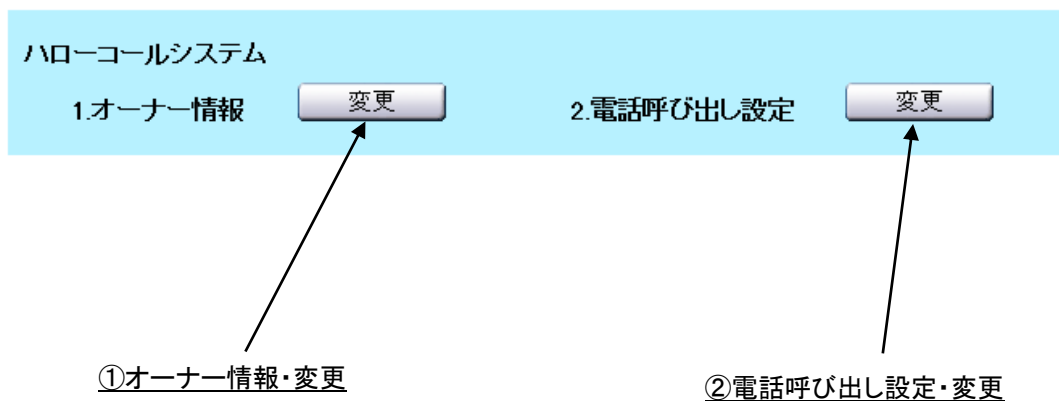 ハローコールシステム
1.オーナー情報 変更 2.電話呼び出し設定 変更
①オーナー情報・変更
②電話呼び出し設定・変更